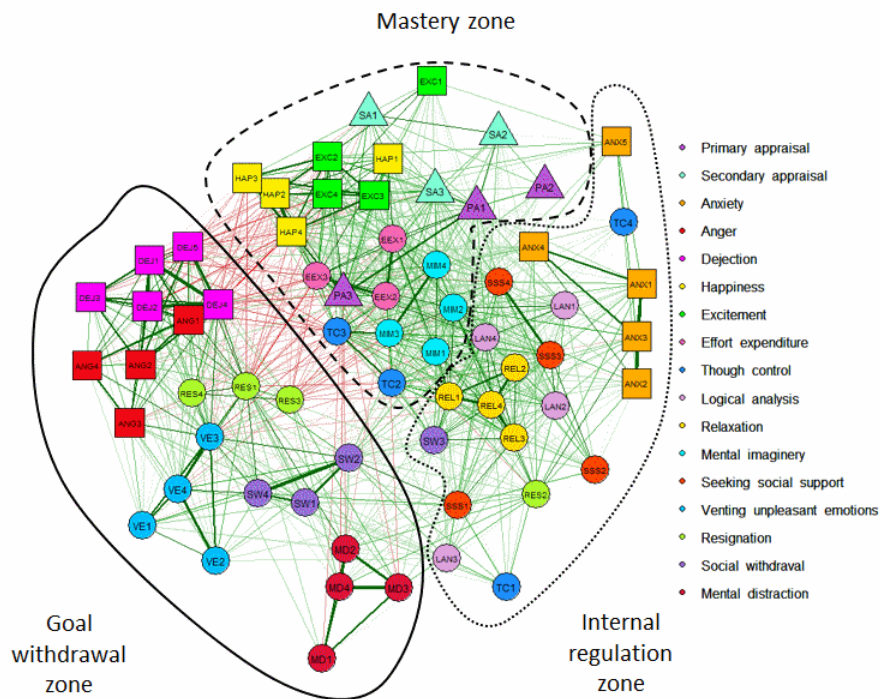 Mastery zone
EXC1
SA1
SA2
ANX5
EXC2
HAP1
HAP3
HAP2
EXC4
EXC3
SA3
PA2
PA1
TC4
HAP4
EEX1
ANX4
DEJ5
DEJ1
MIM4
EEX3
SSS4
ANX1
DEJ3
DEJ2
DEJ4
PA3
EEX2
MIM2
LAN1
ANG1
TC3
MIM3
LAN4
ANX3
MIM1
SSS3
ANG4
ANG2
REL2
TC2
ANX2
RES4
RES1
RES3
REL1
REL4
LAN2
ANG3
VE3
SW3
REL3
SW2
SSS2
VE4
SW4
SW1
RES2
SSS1
VE1
MD2
VE2
LAN3
MD4
MD3
TC1
MD1
Goal
withdrawal
zone
Internal
regulation
zone
Primary appraisal
Secondary appraisal
Anxiety
Anger
Dejection
Happiness
Excitement
Effort expenditure
Though control
Logical analysis
Relaxation
Mental imaginery
Seeking social support
Venting unpleasant emotions
Resignation
Social withdraval
Mental distraction